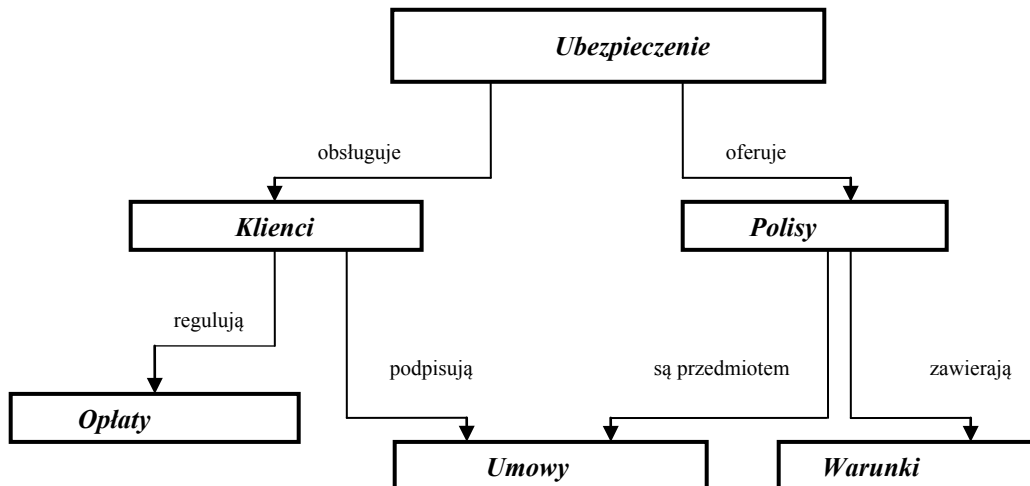 Ubezpieczenie
obsługuje
oferuje
Klienci
Polisy
regulują
podpisują
są przedmiotem
zawierają
Opłaty
Umowy
Warunki